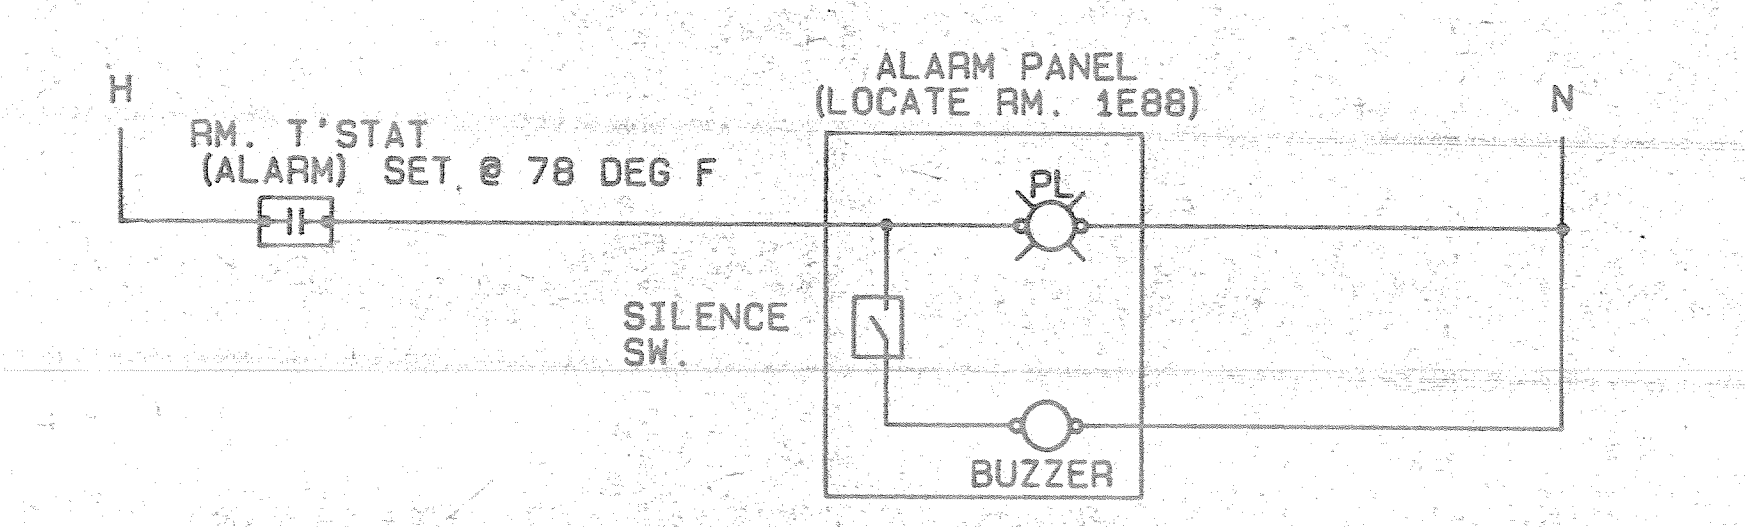 H
RM. T'STAT
(ALARM) SET. @ 78 DEG F
ALARM PANEL
(LOCATE RM. 1E88)
N
PL
SILENCE
SW.
BUZZER